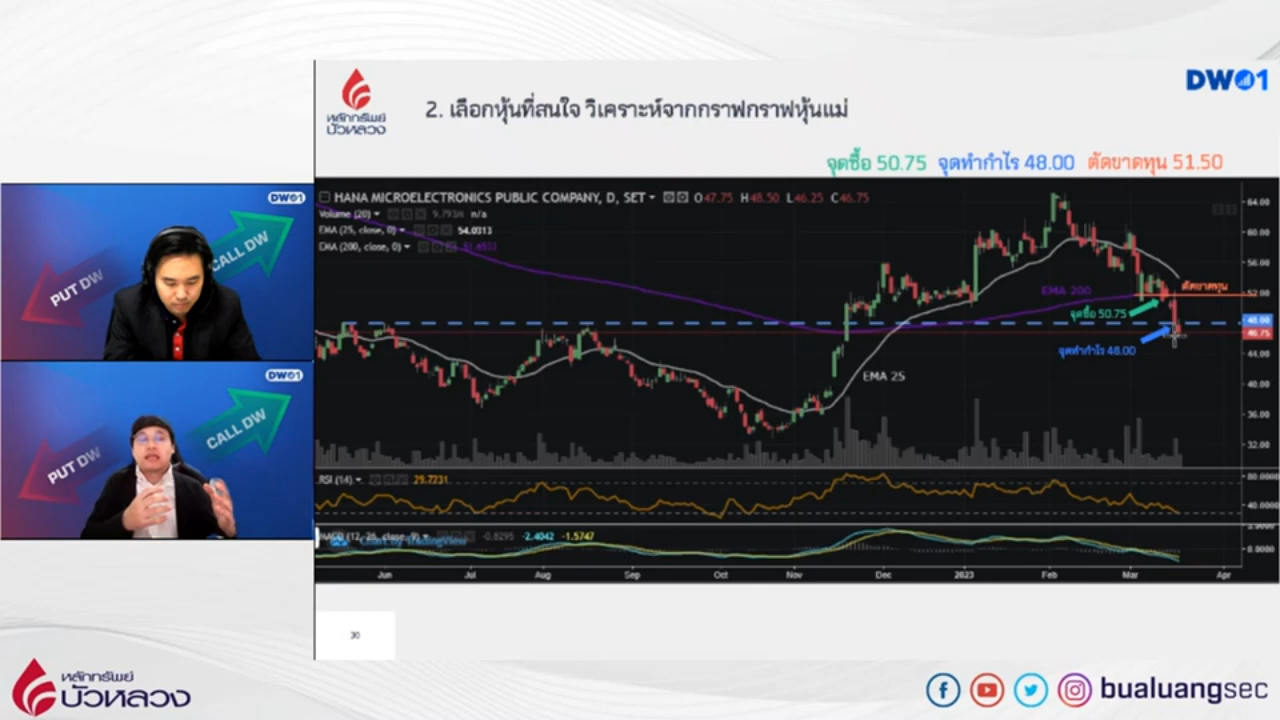 หลักทรัพย์
บัวหลวง
DW01
2. เลือกหุ้นที่สนใจ วิเคราะห์จากกราฟกราฟหุ้นแม่
จุดซื้อ 50.75 จุดทำกำไร 48.00 ตัดขาดทุน 51.50
DW01
PUT DW
CALL DW
DW01
PUT DW
CALL DW
HANA MICROELECTRONICS PUBLIC COMPANY, D, SET O47.75 H48.50 L46.25 C46.75
Volume (20) n/a
EMA (25, close, 0) 54.0313
EMA (200, close, 0)
64.00
60.00
56.00
52.00
48.00
46.75
44.00
40.00
36.00
32.00
EMA 200
ตัดขาดทุน
จุดซื้อ 50.75
จุดทำกำไร 48.00
EMA 25
RSI (14) 29.7231
80.0000
40.0000
MACD (12, 26, close, 9) -0.8295 -2.4042 -1.5747
0.0000
Jun Jul Aug Sep Oct Nov Dec 2023 Feb Mar Apr
30
หลักทรัพย์
บัวหลวง
bualuangsec